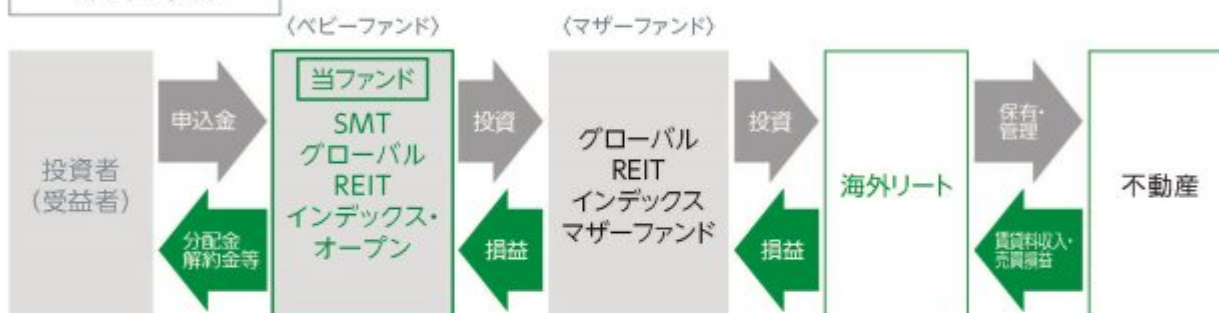 〈ベビーファンド〉
〈マザーファンド〉
投資者
(受益者)
申込金
分配金
解約金等
当ファンド
SMT
グローバル
REIT
インデックス・
オープン
投資
損益
グローバル
REIT
インデックス
マザーファンド
投資
損益
海外リート
保有・
管理
賃貸料収入・
売買損益
不動産